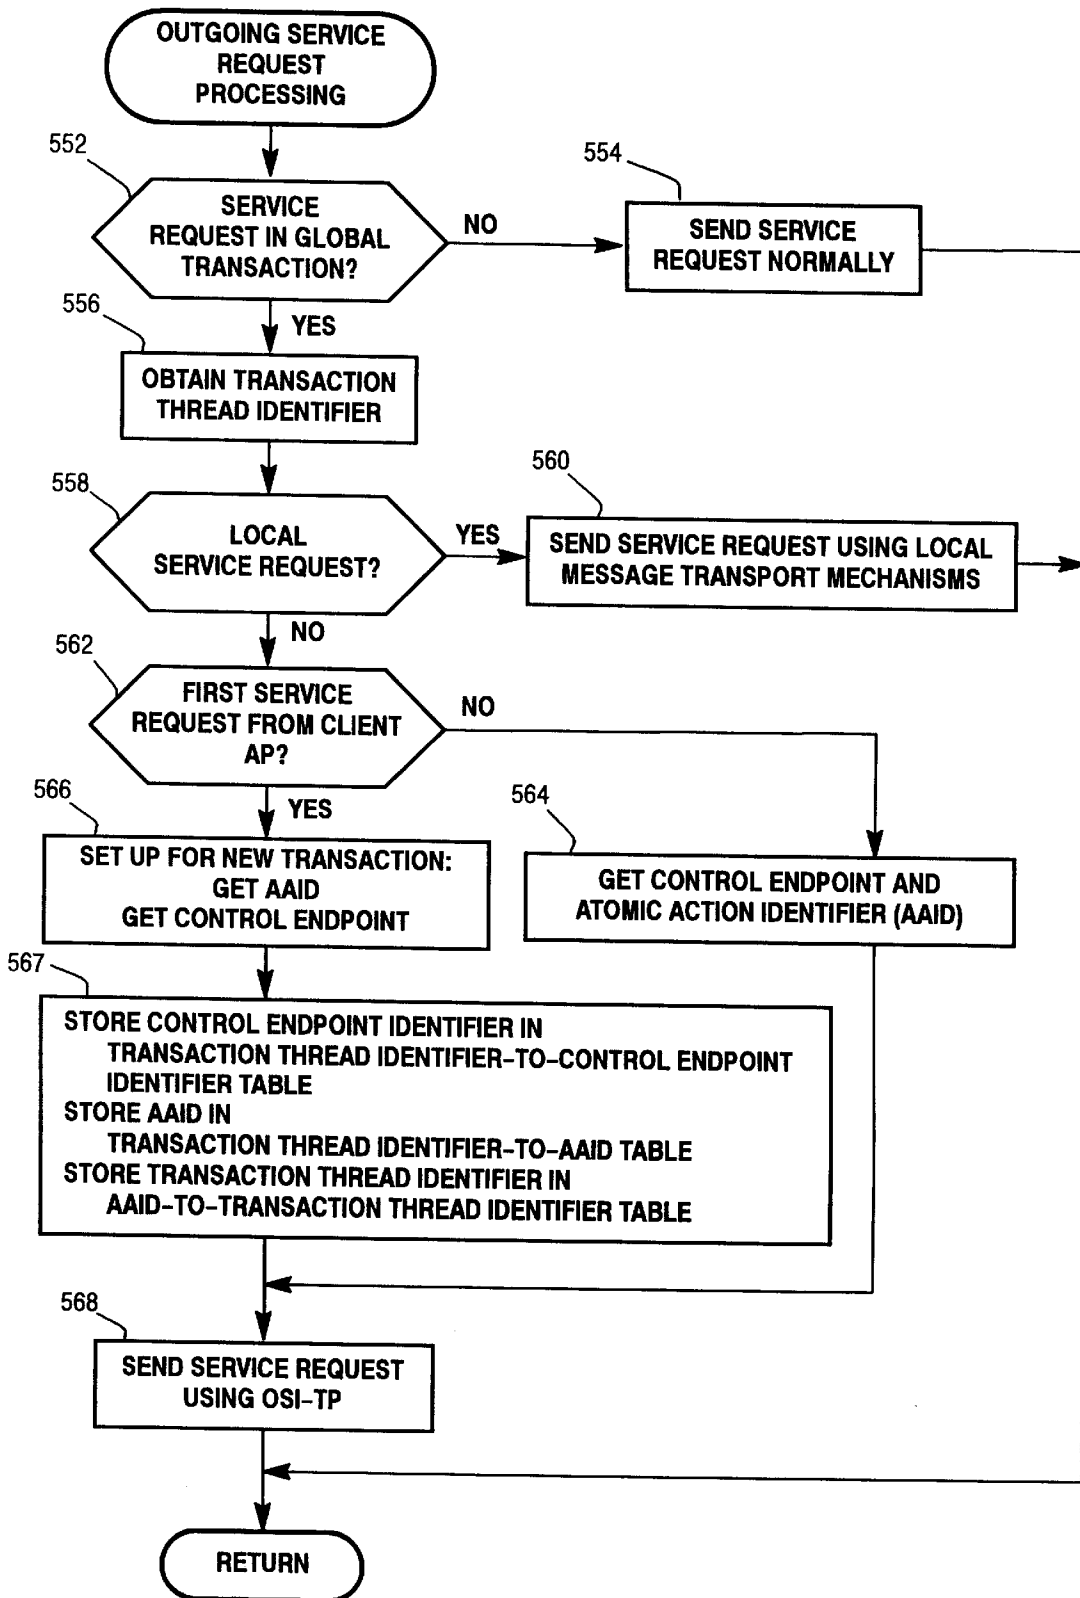 OUTGOING SERVICE
REQUEST
PROCESSING
552
SERVICE
REQUEST IN GLOBAL
TRANSACTION?
NO
554
SEND SERVICE
REQUEST NORMALLY
YES
556
OBTAIN TRANSACTION
THREAD IDENTIFIER
558
LOCAL
SERVICE REQUEST?
YES
560
SEND SERVICE REQUEST USING LOCAL
MESSAGE TRANSPORT MECHANISMS
NO
562
FIRST SERVICE
REQUEST FROM CLIENT
AP?
NO
YES
566
SET UP FOR NEW TRANSACTION:
GET AAID
GET CONTROL ENDPOINT
564
GET CONTROL ENDPOINT AND
ATOMIC ACTION IDENTIFIER (AAID)
567
STORE CONTROL ENDPOINT IDENTIFIER IN
TRANSACTION THREAD IDENTIFIER-TO-CONTROL ENDPOINT
IDENTIFIER TABLE
STORE AAID IN
TRANSACTION THREAD IDENTIFIER-TO-AAID TABLE
STORE TRANSACTION THREAD IDENTIFIER IN
AAID-TO-TRANSACTION THREAD IDENTIFIER TABLE
568
SEND SERVICE REQUEST
USING OSI-TP
RETURN